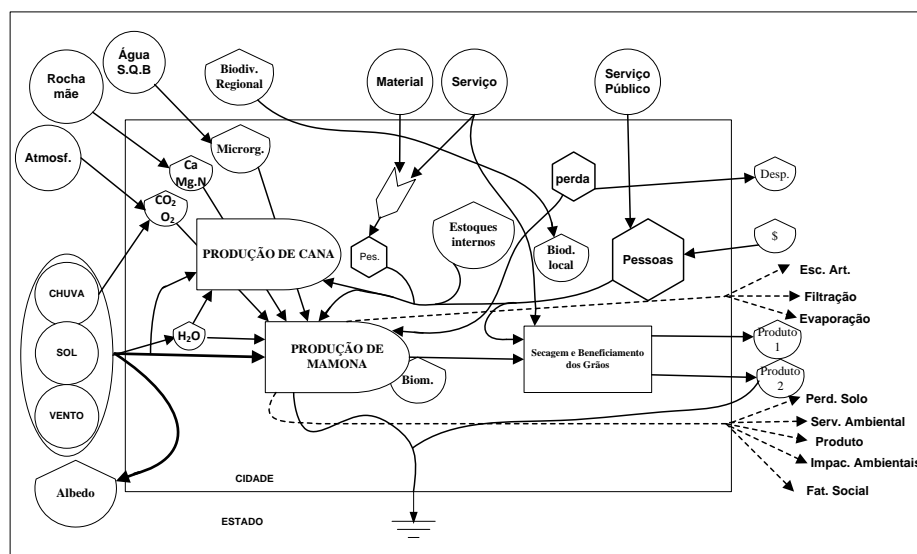 Água
S.Q.B
Biodiv.
Regional
Material
Serviço
Serviço
Público
Rocha
mãe
Atmosf.
Microrg.
Ca
Mg.N
CO2
O2
perda
Desp.
Estoques
internos
PRODUÇÃO DE CANA
Pes.
Biod.
local
Pessoas
$
CHUVA
SOL
VENTO
H2O
PRODUÇÃO DE
MAMONA
Biom.
Secagem e Beneficiamento
dos Grãos
Esc. Art.
Filtração
Evaporação
Produto
1
Produto
2
Perd. Solo
Serv. Ambiental
Produto
Impac. Ambientais
Fat. Social
Albedo
CIDADE
ESTADO